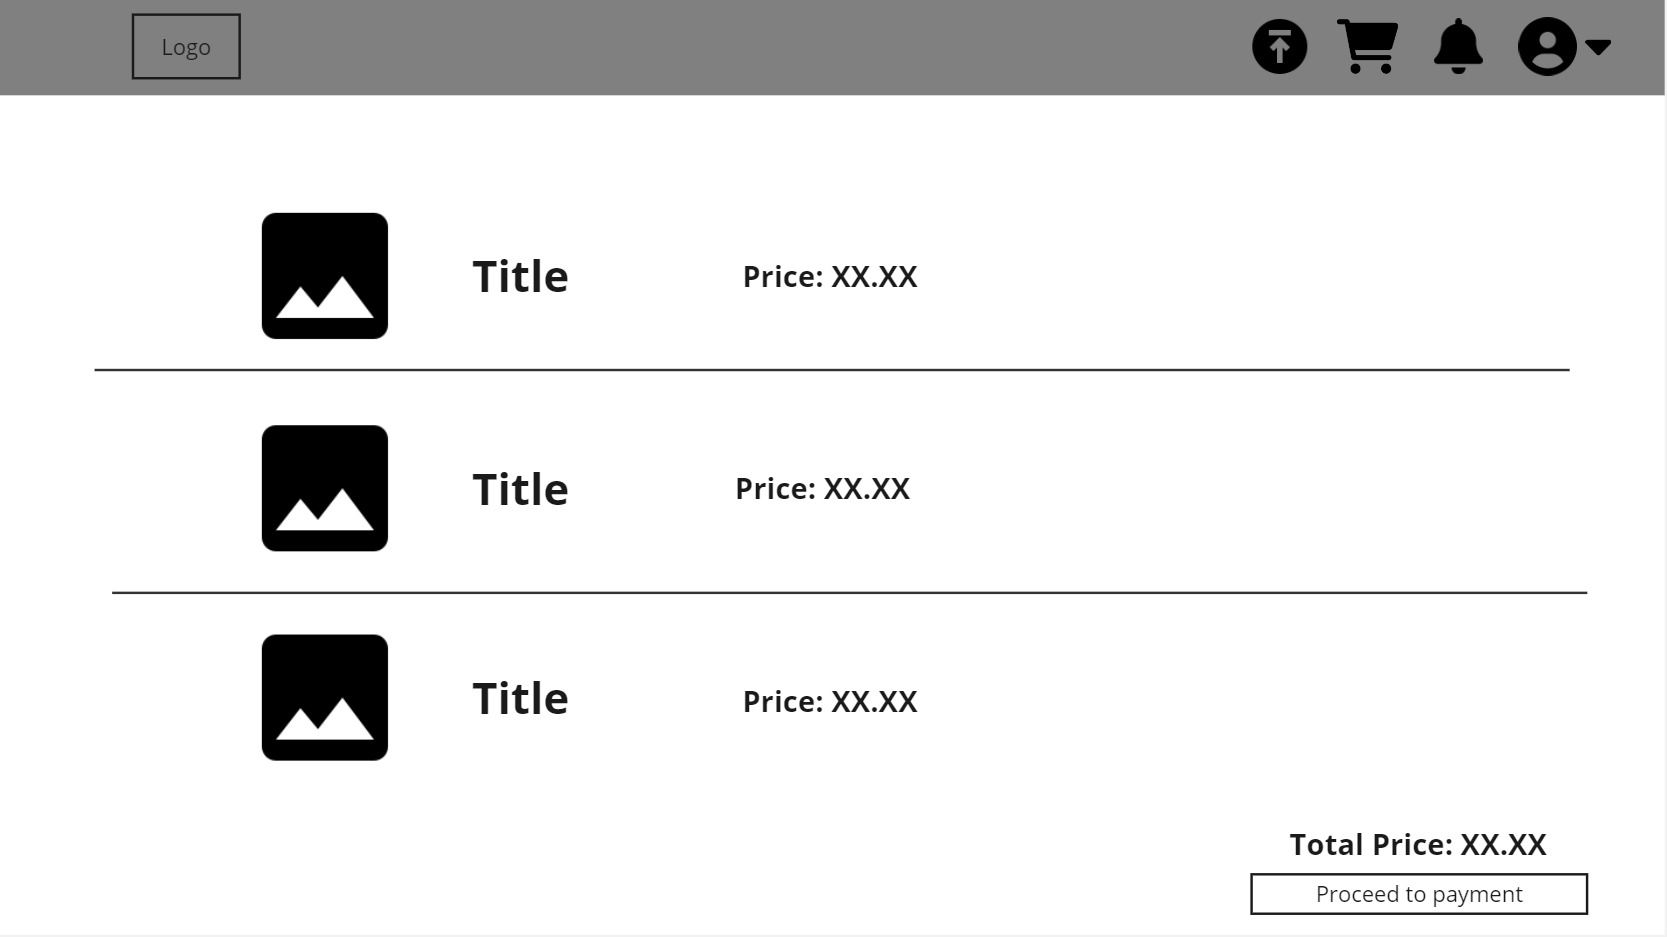 Logo
Title
Price: XX.XX
Title
Price: XX.XX
Title
Price: XX.XX
Total Price: XX.XX
Proceed to payment